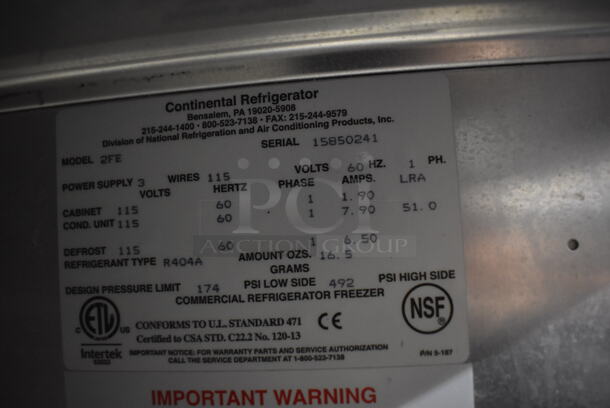 Continental Refrigerator
Bensalem, PA 19020-5908
215-244-1400 · 800-523-7138 · FAX: 215-244-9579
Division of National Refrigeration and Air Conditioning Products, Inc.
SERIAL 15850241
MODEL 2FE
POWER SUPPLY 3 WIRES 115 VOLTS 60 HZ. 1 PH.
VOLTS HERTZ PHASE AMPS. LRA
CABINET 115 60 1 1.90
COND. UNIT 115 60 1 7.90 51.0
DEFROST 115 60 1 6.50
REFRIGERANT TYPE R404A AMOUNT OZS. 16.5
GRAMS
DESIGN PRESSURE LIMIT 174 PSI LOW SIDE 492 PSI HIGH SIDE
COMMERCIAL REFRIGERATOR FREEZER
C ETL US
Intertek
CONFORMS TO U.L. STANDARD 471 CE
Certified to CSA STD. C22.2 No. 120-13
NSF
IMPORTANT NOTICE: FOR WARRANTY PARTS AND SERVICE AUTHORIZATION
CALL THE SERVICE DEPARTMENT AT 1-800-523-7138
P/N 5-187
IMPORTANT WARNING
PCI
AUCTION GROUP